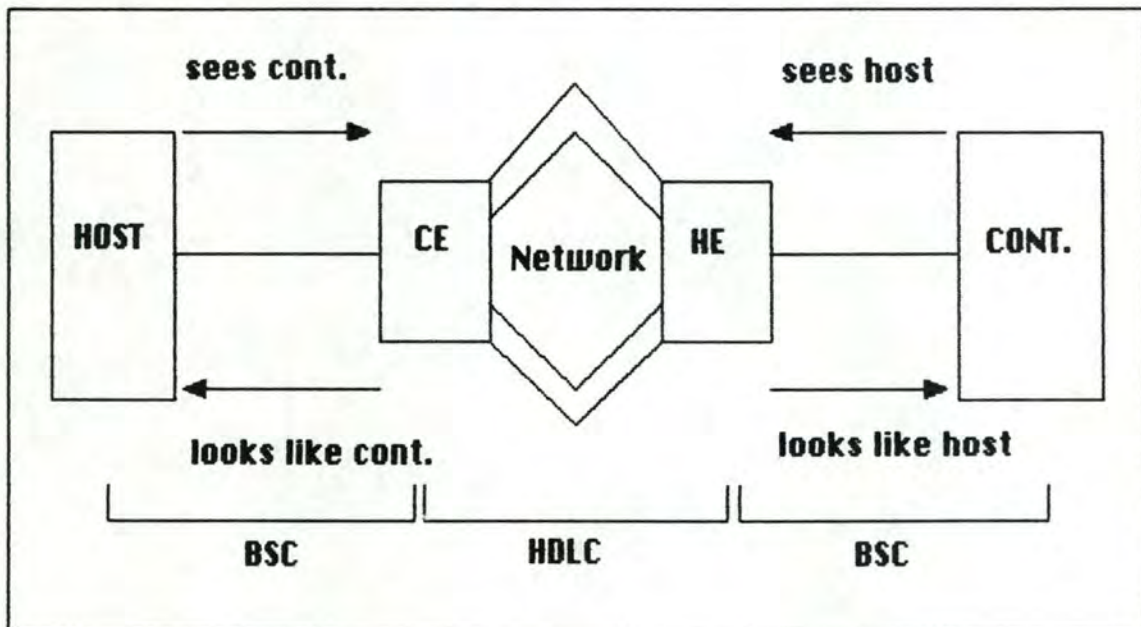 sees cont.
sees host
HOST
CE
Network
HE
CONT.
looks like cont.
looks like host
BSC
HDLC
BSC